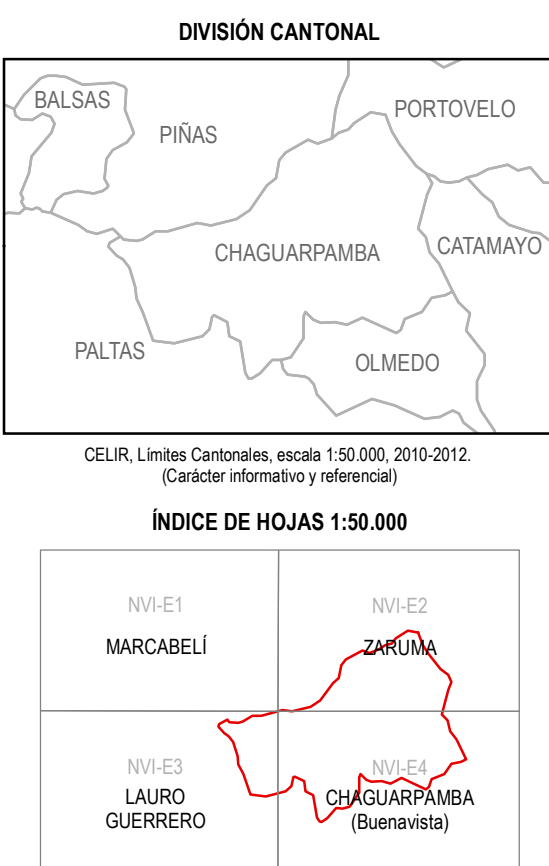 DIVISIÓN CANTONAL
BALSAS
PORTOVELO
PIÑAS
CHAGUARPAMBA
CATAMAYO
PALTAS
OLMEDO
CELIR, Límites Cantonales, escala 1:50.000, 2010-2012.
(Carácter informativo y referencial)
ÍNDICE DE HOJAS 1:50.000
NVI-E1
NVI-E2
MARCABELÍ
ZARUMA
NVI-E3
NVI-E4
LAURO
GUERRERO
CHAGUARPAMBA
(Buenavista)